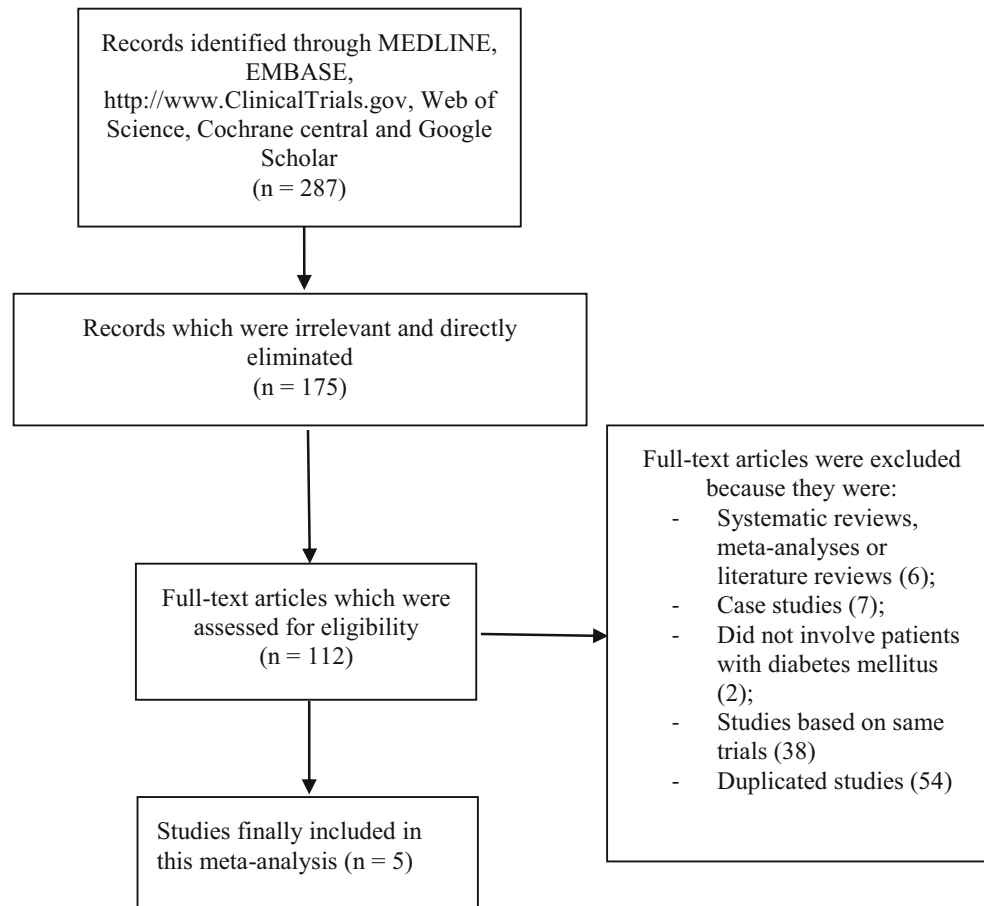 Records identified through MEDLINE,
EMBASE,
http://www.ClinicalTrials.gov, Web of
Science, Cochrane central and Google
Scholar
(n = 287)
Records which were irrelevant and directly
eliminated
(n = 175)
Full-text articles which were
assessed for eligibility
(n = 112)
Full-text articles were excluded
because they were:
- Systematic reviews,
meta-analyses or
literature reviews (6);
- Case studies (7);
- Did not involve patients
with diabetes mellitus
(2);
- Studies based on same
trials (38)
- Duplicated studies (54)
Studies finally included in
this meta-analysis (n = 5)